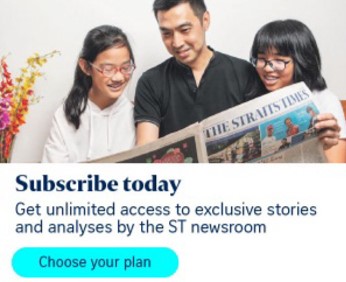 THE STRAITS TIMES
Subscribe today
Get unlimited access to exclusive stories
and analyses by the ST newsroom
Choose your plan